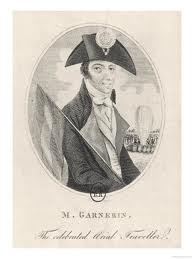 M. GARNERIN,
The celebrated Aerial Traveller.